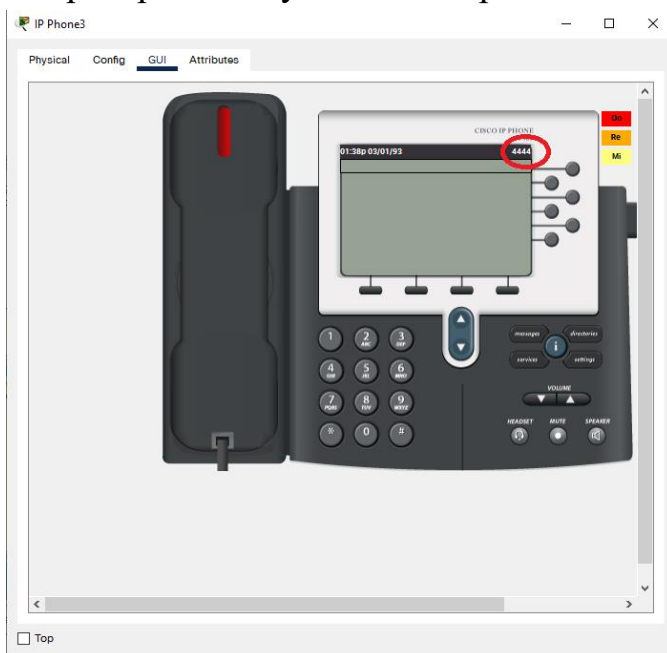 IP Phone3
Physical Config GUI Attributes
CISCO IP PHONE
Do
Re
Mi
01:38p 03/01/93 4444
1
2 ABC
3 DEF
4 GHI
5 JKL
6 MNO
7 PQRS
8 TUV
9 WXYZ
*
0
#
messages
directories
i
services
settings
VOLUME
HEADSET MUTE SPEAKER
Top